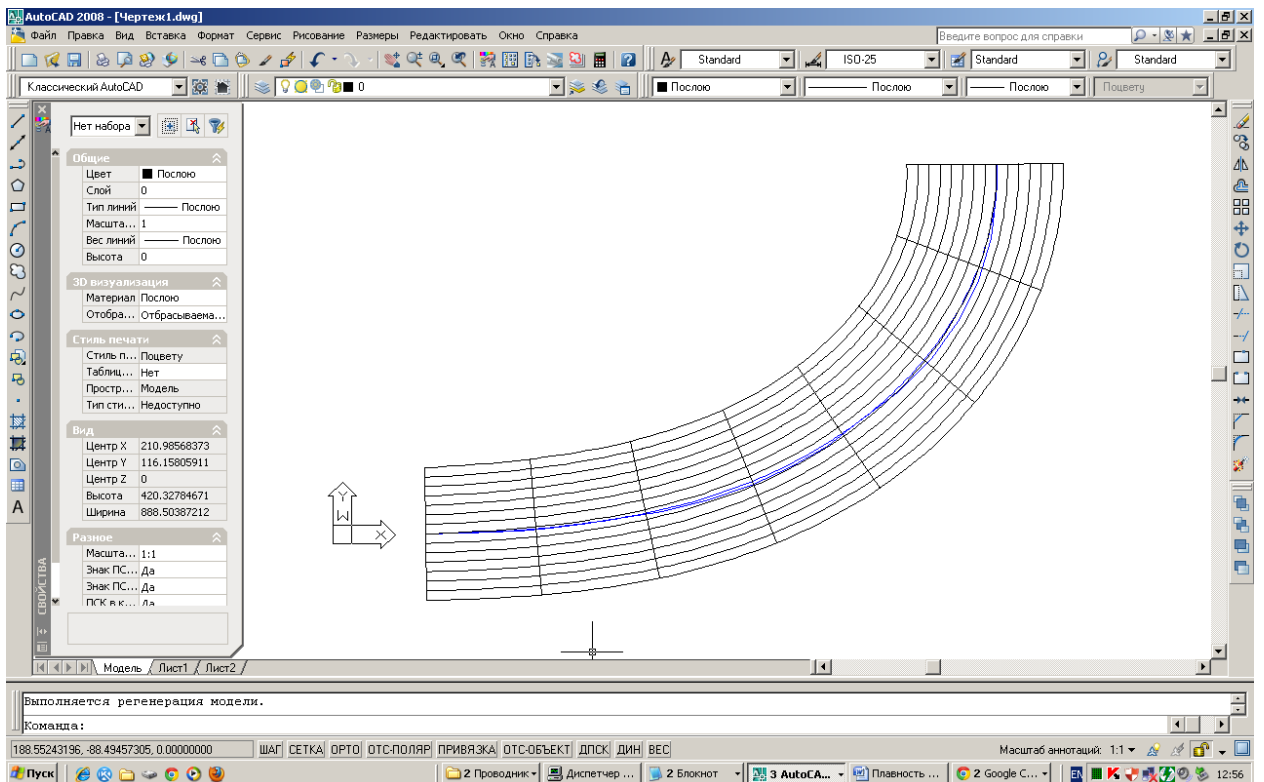 AutoCAD 2008 - [Чертеж1.dwg]
Файл Правка Вид Вставка Формат Сервис Рисование Размеры Редактировать Окно Справка Введите вопрос для справки
Standard ISO-25 Standard Standard
Классический AutoCAD 0 Послою Послою Послою Поцвету
Нет набора
Общие
Цвет Послою
Слой 0
Тип линий Послою
Масшта... 1
Вес линий Послою
Высота 0
3D визуализация
Материал Послою
Отобра... Отбрасываема...
Стиль печати
Стиль п... Поцвету
Таблиц... Нет
Простр... Модель
Тип сти... Недоступно
Вид
Центр X 210.98568373
Центр Y 116.15805911
Центр Z 0
Высота 420.32784671
Ширина 888.50387212
Разное
Масшта... 1:1
Знак ПС... Да
Знак ПС... Да
ПСК в к... Да
СВОЙСТВА
Y
W
X
Модель Лист1 Лист2
Выполняется регенерация модели.
Команда:
188.55243196, -88.49457305, 0.00000000 ШАГ СЕТКА ОРТО ОТС-ПОЛЯР ПРИВЯЗКА ОТС-ОБЪЕКТ ДПСК ДИН ВЕС Масштаб аннотаций: 1:1
Пуск 2 Проводник Диспетчер ... 2 Блокнот 3 AutoCA... Плавность ... 2 Google C... EN 12:56